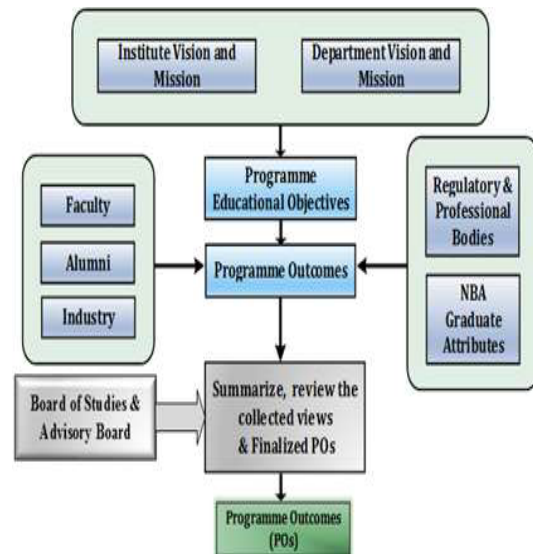 Institute Vision and
Mission
Department Vision and
Mission
Programme
Educational Objectives
Faculty
Alumni
Industry
Programme Outcomes
Regulatory &
Professional
Bodies
NBA
Graduate
Attributes
Board of Studies &
Advisory Board
Summarize, review the
collected views
& Finalized POs
Programme Outcomes
(POs)